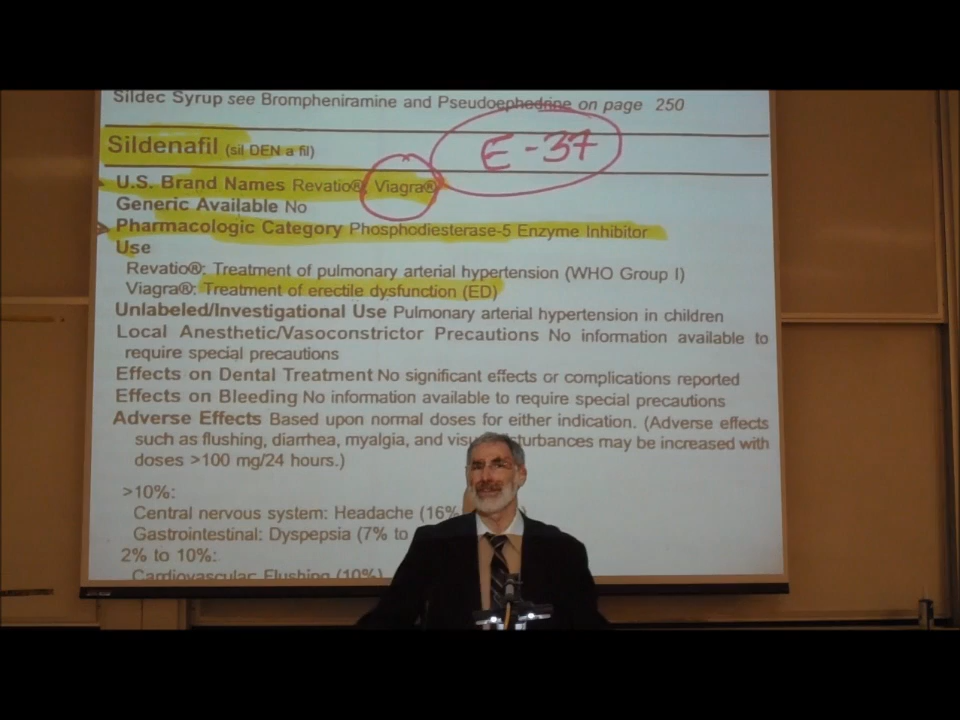 Sildec Syrup see Brompheniramine and Pseudoephedrine on page 250
E-37
Sildenafil (sil DEN a fil)
U.S. Brand Names Revatio®; Viagra®
Generic Available No
Pharmacologic Category Phosphodiesterase-5 Enzyme Inhibitor
Use
Revatio®: Treatment of pulmonary arterial hypertension (WHO Group I)
Viagra®: Treatment of erectile dysfunction (ED)
Unlabeled/Investigational Use Pulmonary arterial hypertension in children
Local Anesthetic/Vasoconstrictor Precautions No information available to
require special precautions
Effects on Dental Treatment No significant effects or complications reported
Effects on Bleeding No information available to require special precautions
Adverse Effects Based upon normal doses for either indication. (Adverse effects
such as flushing, diarrhea, myalgia, and may be increased with
doses >100 mg/24 hours.)
>10%:
Central nervous system: Headache (16%
Gastrointestinal: Dyspepsia (7% to
2% to 10%:
Cardiovascular: Flushing (10%)